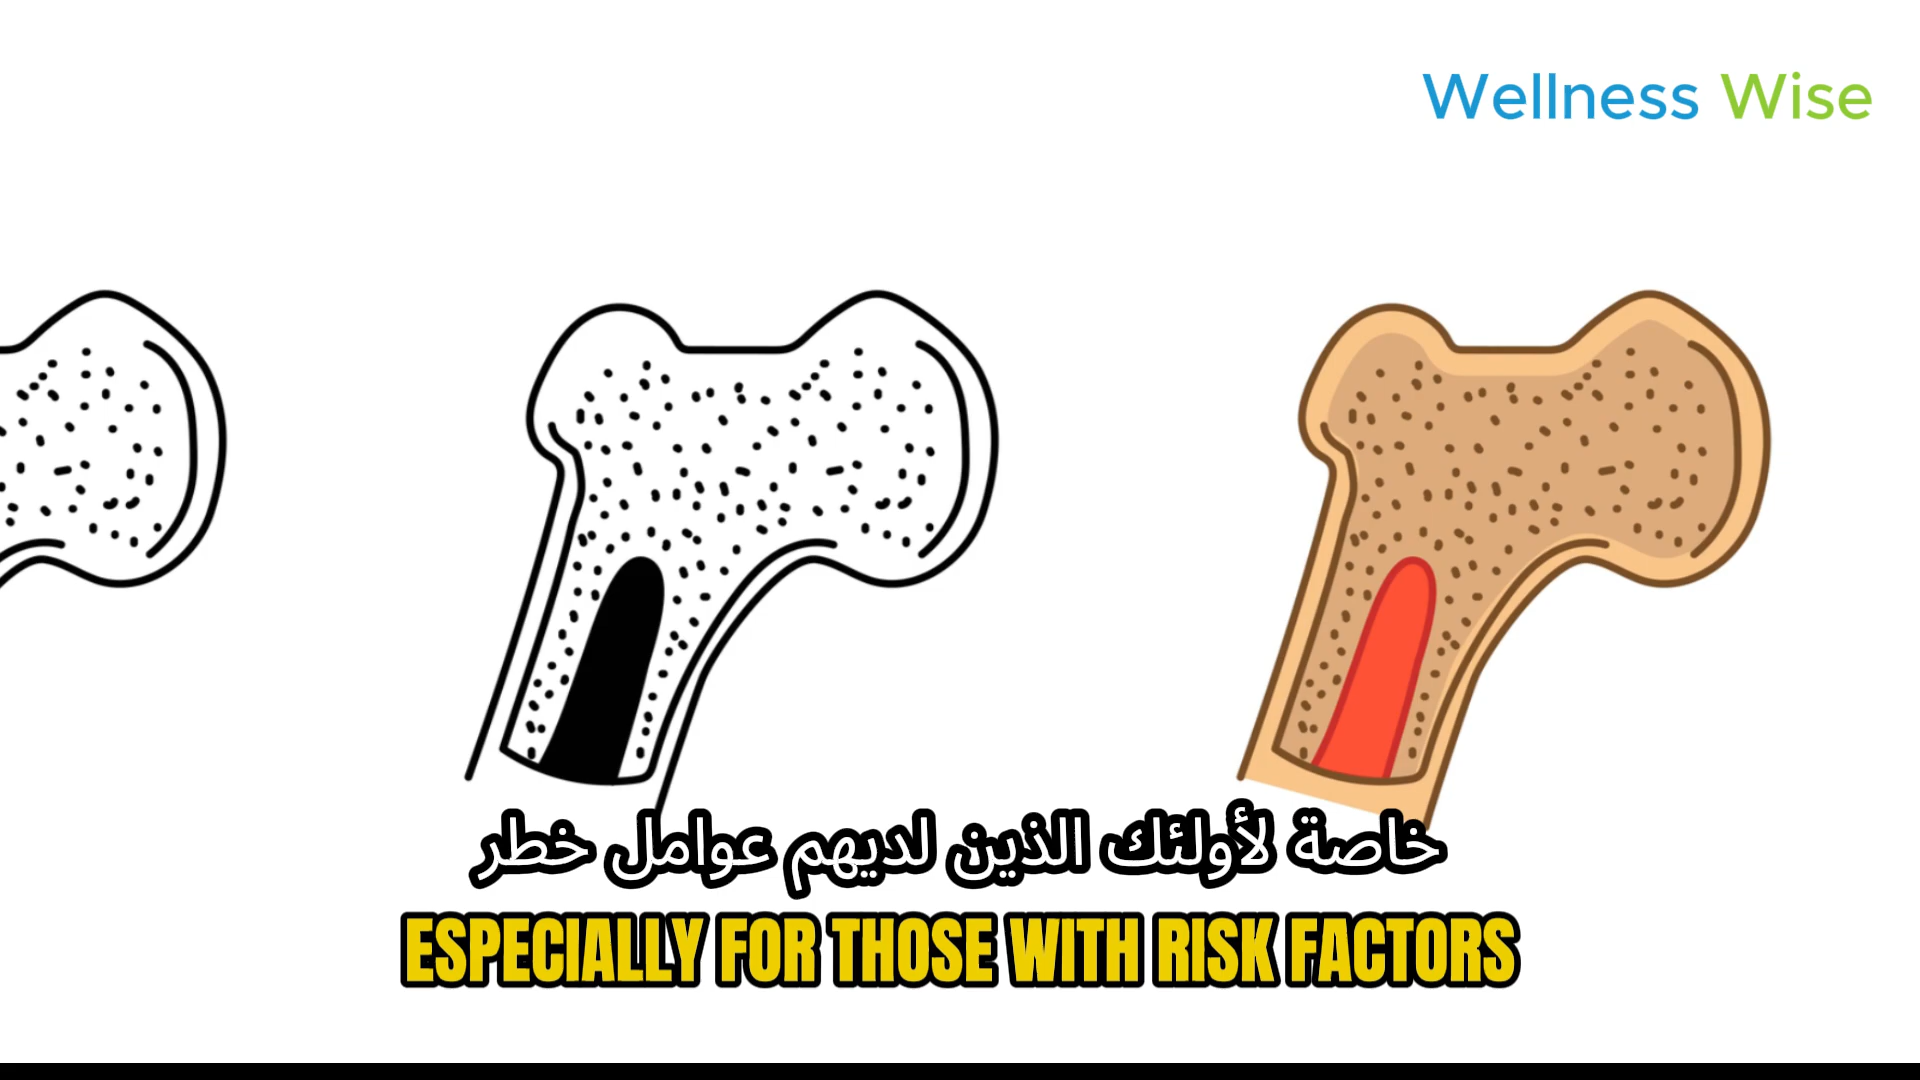 Wellness Wise
خاصة لأولئك الذين لديهم عوامل خطر
ESPECIALLY FOR THOSE WITH RISK FACTORS